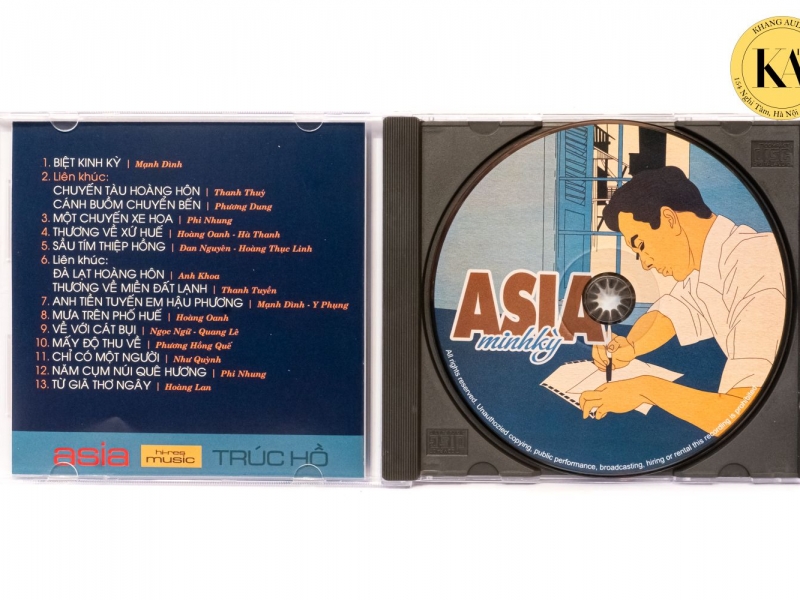 1. BIỆT KINH KỲ | Mạnh Đình
2. Liên khúc:
CHUYẾN TÀU HOÀNG HÔN | Thanh Thuý
CÁNH BUỒM CHUYỂN BẾN | Phương Dung
3. MỘT CHUYẾN XE HOA | Phi Nhung
4. THƯƠNG VỀ XỨ HUẾ | Hoàng Oanh - Hà Thanh
5. SẦU TÍM THIỆP HỒNG | Đan Nguyên - Hoàng Thục Linh
6. Liên khúc:
ĐÀ LẠT HOÀNG HÔN | Anh Khoa
THƯƠNG VỀ MIỀN ĐẤT LẠNH | Thanh Tuyền
7. ANH TIỀN TUYẾN EM HẬU PHƯƠNG | Mạnh Đình - Y Phụng
8. MƯA TRÊN PHỐ HUẾ | Hoàng Oanh
9. VỀ VỚI CÁT BỤI | Ngọc Ngữ - Quang Lê
10. MẤY ĐỘ THU VỀ | Phương Hồng Quế
11. CHỈ CÓ MỘT NGƯỜI | Như Quỳnh
12. NĂM CỤM NÚI QUÊ HƯƠNG | Phi Nhung
13. TỪ GIÃ THƠ NGÂY | Hoàng Lan
asia
hi-res
music
TRÚC HỒ
ASIA
minhkỳ
All rights reserved. Unauthozied copying, public performance, broadcasting, hiring or rental this recording is prohibited.
KHANG AUDIO
KA
154 Nghi Tàm, Hà Nội